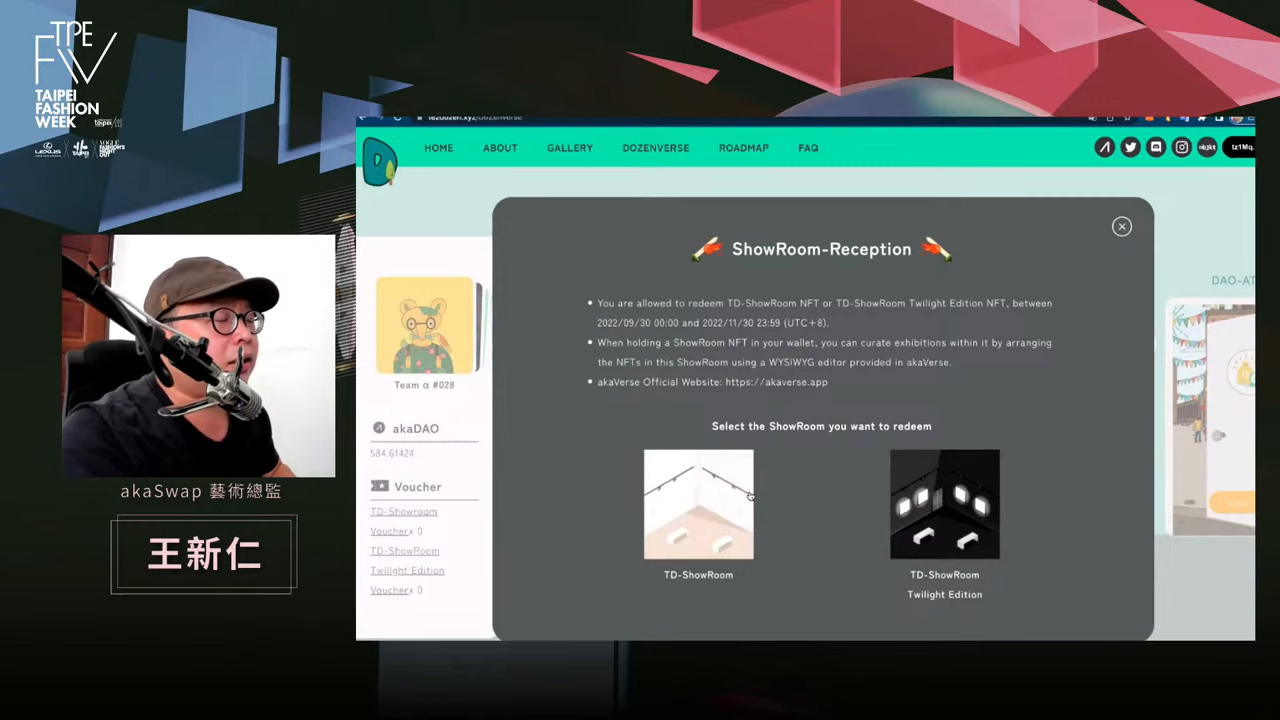 TPE
FW
TAIPEI
FASHION
WEEK
LEXUS
HOME
ABOUT
GALLERY
DOZENVERSE
ROADMAP
FAQ
objkt
tz1Mq.
ShowRoom-Reception
You are allowed to redeem TD-ShowRoom NFT or TD-ShowRoom Twilight Edition NFT, between
2022/09/30 00:00 and 2022/11/30 23:59 (UTC+8).
When holding a ShowRoom NFT in your wallet, you can curate exhibitions within it by arranging
the NFTs in this ShowRoom using a WYSiWYG editor provided in akaVerse.
akaVerse Official Website: https://akaverse.app
Select the ShowRoom you want to redeem
TD-ShowRoom
TD-ShowRoom
Twilight Edition
Team α #028
akaDAO
584.61424
Voucher
TD-Showroom
Voucherx 0
TD-ShowRoom
Twilight Edition
Voucherx 0
DAO-AT
akaSwap 藝術總監
王新仁